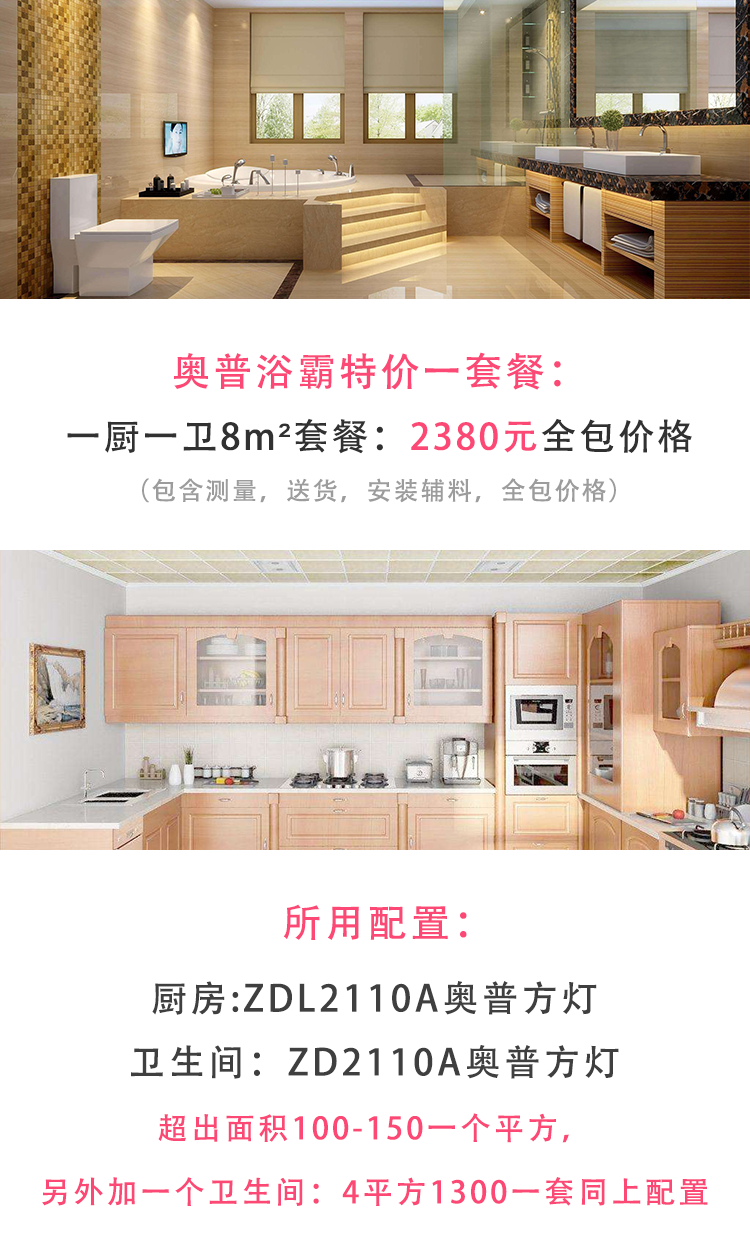 奥普浴霸特价一套餐：
一厨一卫8m²套餐：2380元全包价格
（包含测量，送货，安装辅料，全包价格）
所用配置：
厨房:ZDL2110A奥普方灯
卫生间：ZD2110A奥普方灯
超出面积100-150一个平方，
另外加一个卫生间：4平方1300一套同上配置